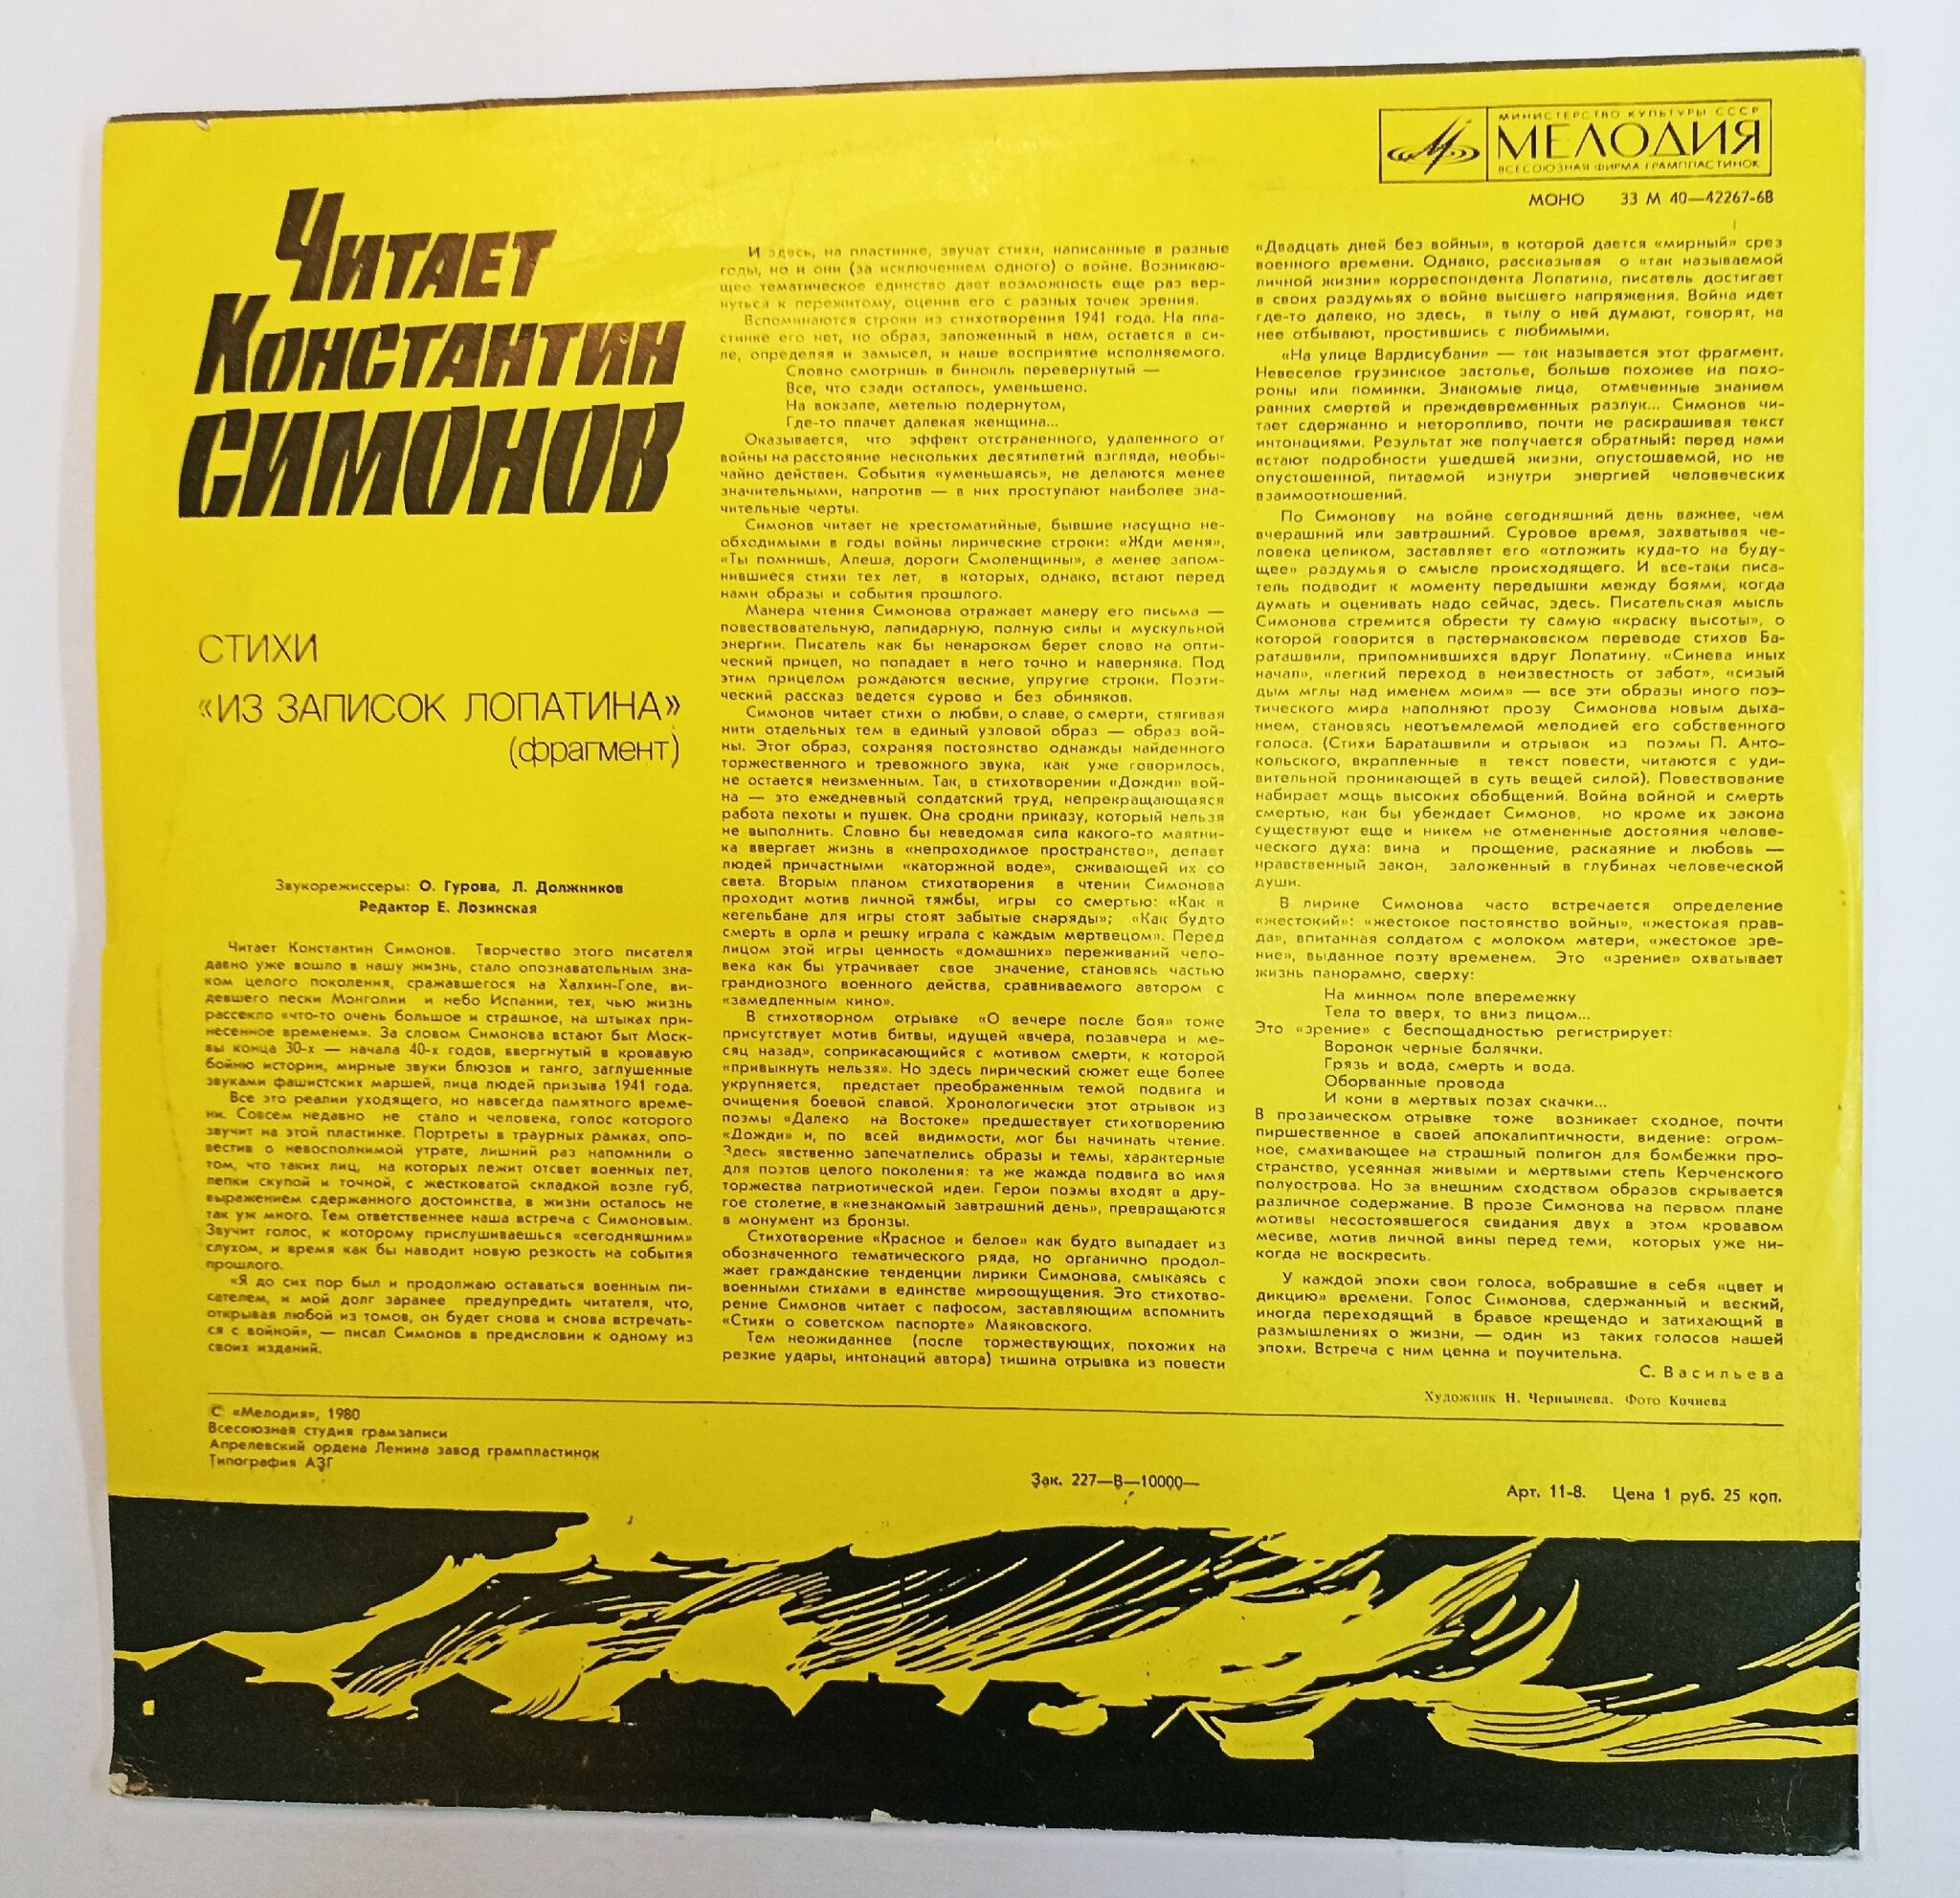 Читает
Константин
СИМОНОВ
СТИХИ
«ИЗ ЗАПИСОК ЛОПАТИНА»
(фрагмент)
Звукорежиссеры: О. Гурова, Л. Должников
Редактор Е. Лозинская
Читает Константин Симонов. Творчество этого писателя
давно уже вошло в нашу жизнь, стало опознавательным зна-
ком целого поколения, сражавшегося на Халхин-Голе, ви-
девшего пески Монголии и небо Испании, тех, чью жизнь
рассекло «что-то очень большое и страшное, на штыках при-
несенное временем». За словом Симонова встают быт Моск-
вы конца 30-х — начала 40-х годов, ввергнутый в кровавую
бойню истории, мирные звуки блюзов и танго, заглушенные
звуками фашистских маршей, лица людей призыва 1941 года.
Все это реалии уходящего, но навсегда памятного време-
ни. Совсем недавно не стало и человека, голос которого
звучит на этой пластинке. Портреты в траурных рамках, опо-
вестив о невосполнимой утрате, лишний раз напомнили о
том, что таких лиц, на которых лежит отсвет военных лет,
лепки скупой и точной, с жестковатой складкой возле губ,
выражением сдержанного достоинства, в жизни осталось не
так уж много. Тем ответственнее наша встреча с Симоновым.
Звучит голос, к которому прислушиваешься «сегодняшним»
слухом, и время как бы наводит новую резкость на события
прошлого.
«Я до сих пор был и продолжаю оставаться военным пи-
сателем, и мой долг заранее предупредить читателя, что,
открывая любой из томов, он будет снова и снова встречать-
ся с войной», — писал Симонов в предисловии к одному из
своих изданий.
И здесь, на пластинке, звучат стихи, написанные в разные
годы, но и они (за исключением одного) о войне. Возникаю-
щее тематическое единство дает возможность еще раз вер-
нуться к пережитому, оценив его с разных точек зрения.
Вспоминаются строки из стихотворения 1941 года. На пла-
стинке его нет, но образ, заложенный в нем, остается в си-
ле, определяя и замысел, и наше восприятие исполняемого.
Словно смотришь в бинокль перевернутый —
Все, что сзади осталось, уменьшено.
На вокзале, метелью подернутом,
Где-то плачет далекая женщина...
Оказывается, что эффект отстраненного, удаленного от
войны на расстояние нескольких десятилетий взгляда, необы-
чайно действен. События «уменьшаясь», не делаются менее
значительными, напротив — в них проступают наиболее зна-
чительные черты.
Симонов читает не хрестоматийные, бывшие насущно не-
обходимыми в годы войны лирические строки: «Жди меня»,
«Ты помнишь, Алеша, дороги Смоленщины», а менее запом-
нившиеся стихи тех лет, в которых, однако, встают перед
нами образы и события прошлого.
Манера чтения Симонова отражает манеру его письма —
повествовательную, лапидарную, полную силы и мускульной
энергии. Писатель как бы ненароком берет слово на опти-
ческий прицел, но попадает в него точно и наверняка. Под
этим прицелом рождаются веские, упругие строки. Поэти-
ческий рассказ ведется сурово и без обиняков.
Симонов читает стихи о любви, о славе, о смерти, стягивая
нити отдельных тем в единый узловой образ — образ вой-
ны. Этот образ, сохраняя постоянство однажды найденного
торжественного и тревожного звука, как уже говорилось,
не остается неизменным. Так, в стихотворении «Дожди» вой-
на — это ежедневный солдатский труд, непрекращающаяся
работа пехоты и пушек. Она сродни приказу, который нельзя
не выполнить. Словно бы неведомая сила какого-то маятни-
ка ввергает жизнь в «непроходимое пространство», делает
людей причастными «каторжной воде», сживающей их со
света. Вторым планом стихотворения в чтении Симонова
проходит мотив личной тяжбы, игры со смертью: «Как в
кегельбане для игры стоят забытые снаряды»; «Как будто
смерть в орла и решку играла с каждым мертвецом». Перед
лицом этой игры ценность «домашних» переживаний чело-
века как бы утрачивает свое значение, становясь частью
грандиозного военного действа, сравниваемого автором с
«замедленным кино».
В стихотворном отрывке «О вечере после боя» тоже
присутствует мотив битвы, идущей «вчера, позавчера и ме-
сяц назад», соприкасающийся с мотивом смерти, к которой
«привыкнуть нельзя». Но здесь лирический сюжет еще более
укрупняется, предстает преображенным темой подвига и
очищения боевой славой. Хронологически этот отрывок из
поэмы «Далеко на Востоке» предшествует стихотворению
«Дожди» и, по всей видимости, мог бы начинать чтение.
Здесь явственно запечатлелись образы и темы, характерные
для поэтов целого поколения: та же жажда подвига во имя
торжества патриотической идеи. Герои поэмы входят в дру-
гое столетие, в «незнакомый завтрашний день», превращаются
в монумент из бронзы.
Стихотворение «Красное и белое» как будто выпадает из
обозначенного тематического ряда, но органично продол-
жает гражданские тенденции лирики Симонова, смыкаясь с
военными стихами в единстве мироощущения. Это стихотво-
рение Симонов читает с пафосом, заставляющим вспомнить
«Стихи о советском паспорте» Маяковского.
Тем неожиданнее (после торжествующих, похожих на
резкие удары, интонаций автора) тишина отрывка из повести
МИНИСТЕРСТВО КУЛЬТУРЫ СССР
МЕЛОДИЯ
ВСЕСОЮЗНАЯ ФИРМА ГРАМПЛАСТИНОК
МОНО 33 М 40—42267-68
«Двадцать дней без войны», в которой дается «мирный» срез
военного времени. Однако, рассказывая о «так называемой
личной жизни» корреспондента Лопатина, писатель достигает
в своих раздумьях о войне высшего напряжения. Война идет
где-то далеко, но здесь, в тылу о ней думают, говорят, на
нее отбывают, простившись с любимыми.
«На улице Вардисубани» — так называется этот фрагмент.
Невеселое грузинское застолье, больше похожее на похо-
роны или поминки. Знакомые лица, отмеченные знанием
ранних смертей и преждевременных разлук... Симонов чи-
тает сдержанно и неторопливо, почти не раскрашивая текст
интонациями. Результат же получается обратный: перед нами
встают подробности ушедшей жизни, опустошаемой, но не
опустошенной, питаемой изнутри энергией человеческих
взаимоотношений.
По Симонову на войне сегодняшний день важнее, чем
вчерашний или завтрашний. Суровое время, захватывая че-
ловека целиком, заставляет его «отложить куда-то на буду-
щее» раздумья о смысле происходящего. И все-таки писа-
тель подводит к моменту передышки между боями, когда
думать и оценивать надо сейчас, здесь. Писательская мысль
Симонова стремится обрести ту самую «краску высоты», о
которой говорится в пастернаковском переводе стихов Ба-
раташвили, припомнившихся вдруг Лопатину. «Синева иных
начал», «легкий переход в неизвестность от забот», «сизый
дым мглы над именем моим» — все эти образы иного поэ-
тического мира наполняют прозу Симонова новым дыха-
нием, становясь неотъемлемой мелодией его собственного
голоса. (Стихи Бараташвили и отрывок из поэмы П. Анто-
кольского, вкрапленные в текст повести, читаются с уди-
вительной проникающей в суть вещей силой). Повествование
набирает мощь высоких обобщений. Война войной и смерть
смертью, как бы убеждает Симонов, но кроме их закона
существуют еще и никем не отмененные достояния челове-
ческого духа: вина и прощение, раскаяние и любовь —
нравственный закон, заложенный в глубинах человеческой
души.
В лирике Симонова часто встречается определение
«жестокий»: «жестокое постоянство войны», «жестокая прав-
да», впитанная солдатом с молоком матери, «жестокое зре-
ние», выданное поэту временем. Это «зрение» охватывает
жизнь панорамно, сверху:
На минном поле вперемежку
Тела то вверх, то вниз лицом...
Это «зрение» с беспощадностью регистрирует:
Воронок черные болячки.
Грязь и вода, смерть и вода.
Оборванные провода
И кони в мертвых позах скачки...
В прозаическом отрывке тоже возникает сходное, почти
пиршественное в своей апокалиптичности, видение: огром-
ное, смахивающее на страшный полигон для бомбежки про-
странство, усеянная живыми и мертвыми степь Керченского
полуострова. Но за внешним сходством образов скрывается
различное содержание. В прозе Симонова на первом плане
мотивы несостоявшегося свидания двух в этом кровавом
месиве, мотив личной вины перед теми, которых уже ни-
когда не воскресить.
У каждой эпохи свои голоса, вобравшие в себя «цвет и
дикцию» времени. Голос Симонова, сдержанный и веский,
иногда переходящий в бравое крещендо и затихающий в
размышлениях о жизни, — один из таких голосов нашей
эпохи. Встреча с ним ценна и поучительна.
С. Васильева
Художник Н. Чернышева. Фото Кочнева
© «Мелодия», 1980
Всесоюзная студия грамзаписи
Апрелевский ордена Ленина завод грампластинок
Типография АЗГ
Зак. 227—В—10000—
Арт. 11-8. Цена 1 руб. 25 коп.